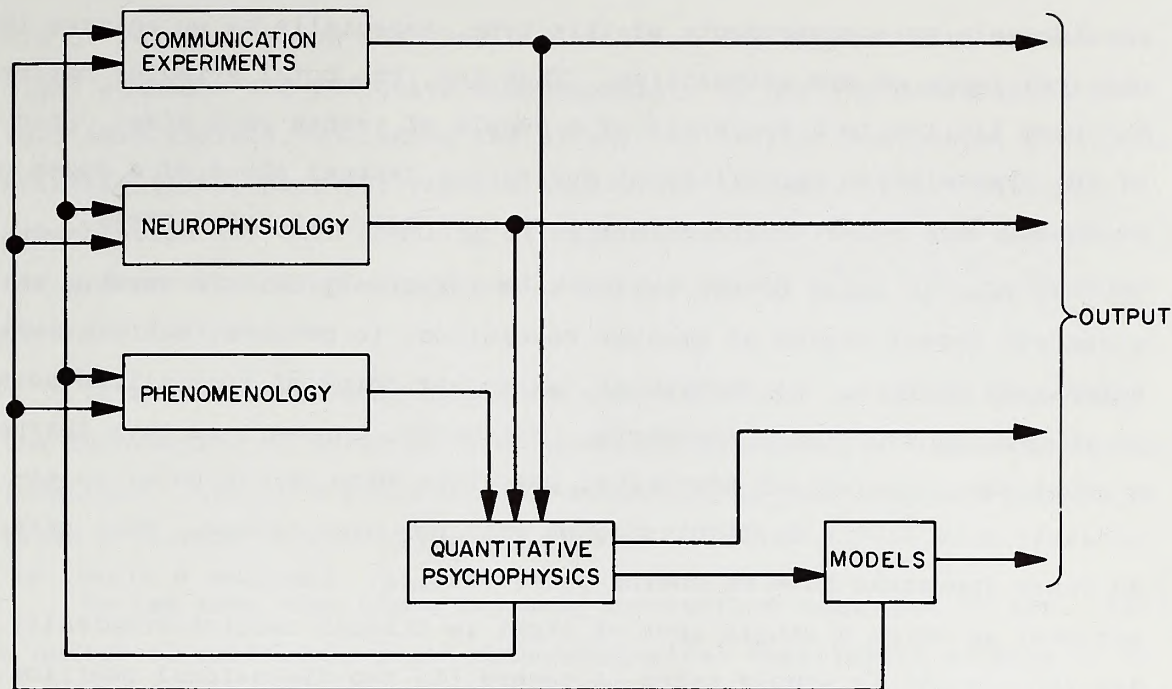 COMMUNICATION
EXPERIMENTS
NEUROPHYSIOLOGY
PHENOMENOLOGY
OUTPUT
QUANTITATIVE
PSYCHOPHYSICS
MODELS